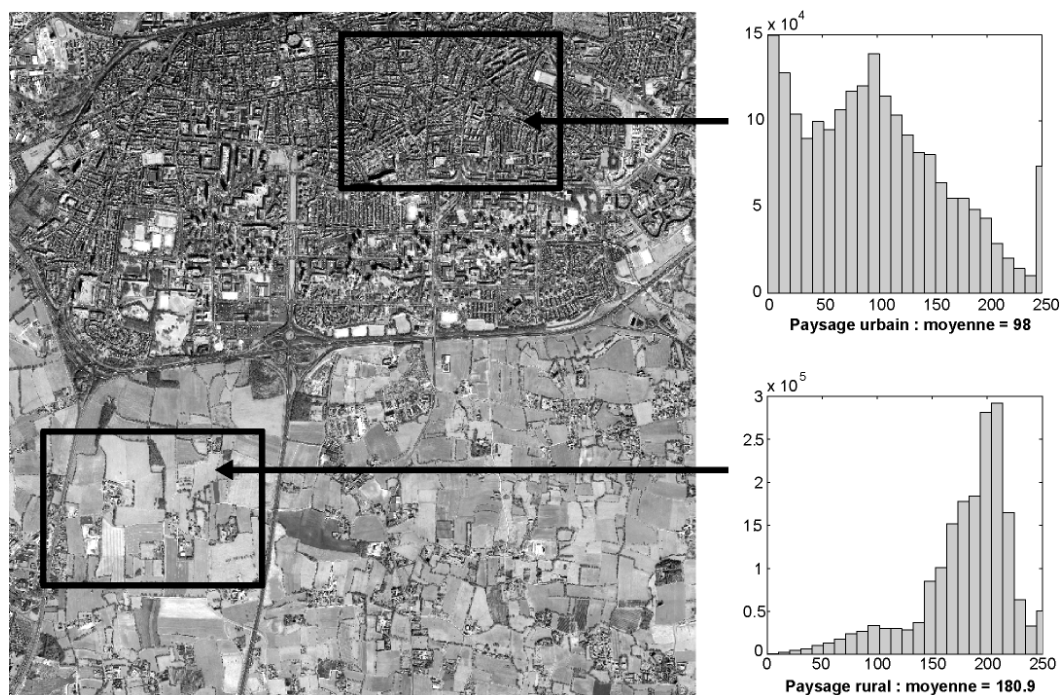 15 x 10^4
10
5
0
0 50 100 150 200 250
Paysage urbain : moyenne = 98
3 x 10^5
2.5
2
1.5
1
0.5
0
0 50 100 150 200 250
Paysage rural : moyenne = 180.9